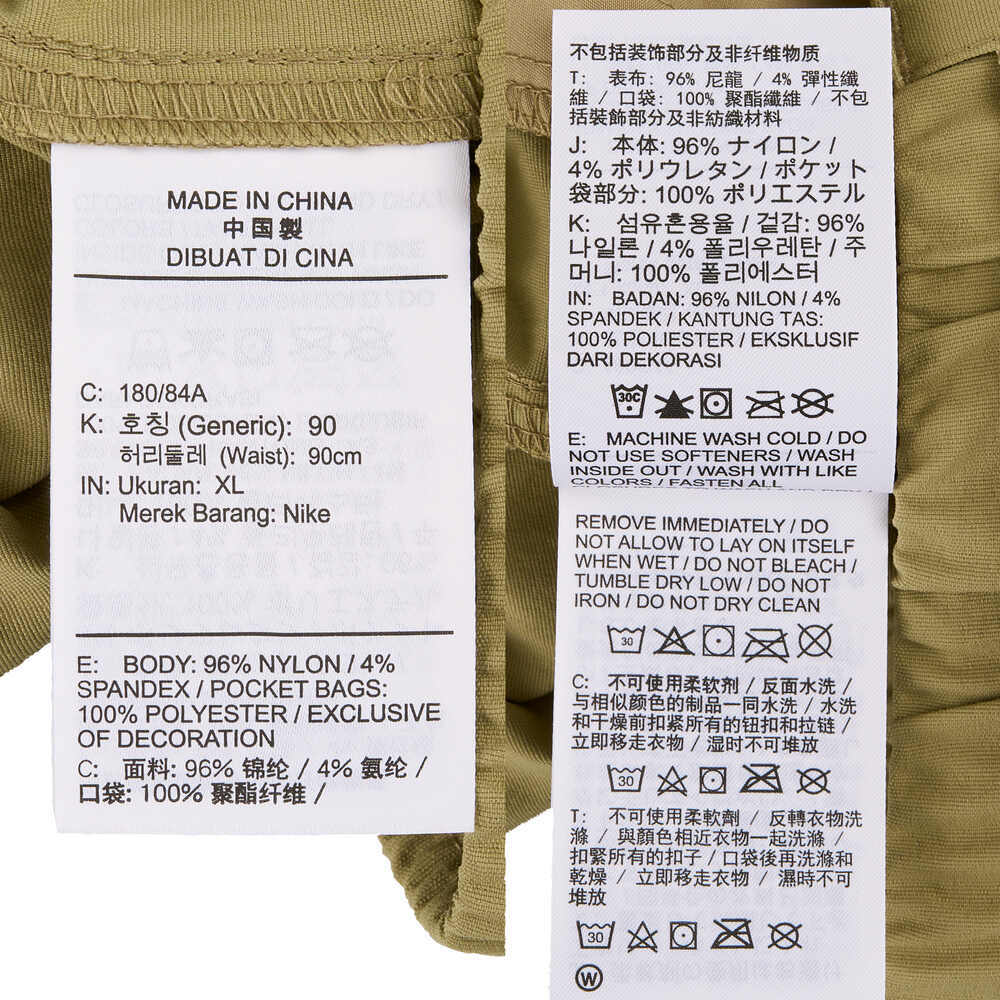 MADE IN CHINA
中国製
DIBUAT DI CINA
C: 180/84A
K: 호칭 (Generic): 90
허리둘레 (Waist): 90cm
IN: Ukuran: XL
Merek Barang: Nike
E: BODY: 96% NYLON / 4%
SPANDEX / POCKET BAGS:
100% POLYESTER / EXCLUSIVE
OF DECORATION
C: 面料: 96% 锦纶 / 4% 氨纶 /
口袋: 100% 聚酯纤维 /
不包括装饰部分及非纤维物质
T: 表布: 96% 尼龍 / 4% 彈性纖
維 / 口袋: 100% 聚酯纖維 / 不包
括裝飾部分及非紡織材料
J: 本体: 96% ナイロン /
4% ポリウレタン / ポケット
袋部分: 100% ポリエステル
K: 섬유혼용율 / 겉감: 96%
나일론 / 4% 폴리우레탄 / 주
머니: 100% 폴리에스터
IN: BADAN: 96% NILON / 4%
SPANDEK / KANTUNG TAS:
100% POLIESTER / EKSKLUSIF
DARI DEKORASI
30C
E: MACHINE WASH COLD / DO
NOT USE SOFTENERS / WASH
INSIDE OUT / WASH WITH LIKE
COLORS / FASTEN ALL
REMOVE IMMEDIATELY / DO
NOT ALLOW TO LAY ON ITSELF
WHEN WET / DO NOT BLEACH /
TUMBLE DRY LOW / DO NOT
IRON / DO NOT DRY CLEAN
30
C: 不可使用柔软剂 / 反面水洗 /
与相似颜色的制品一同水洗 / 水洗
和干燥前扣紧所有的钮扣和拉链 /
立即移走衣物 / 湿时不可堆放
30
T: 不可使用柔軟劑 / 反轉衣物洗
滌 / 與顏色相近衣物一起洗滌 /
扣緊所有的扣子 / 口袋後再洗滌和
乾燥 / 立即移走衣物 / 濕時不可
堆放
30
W